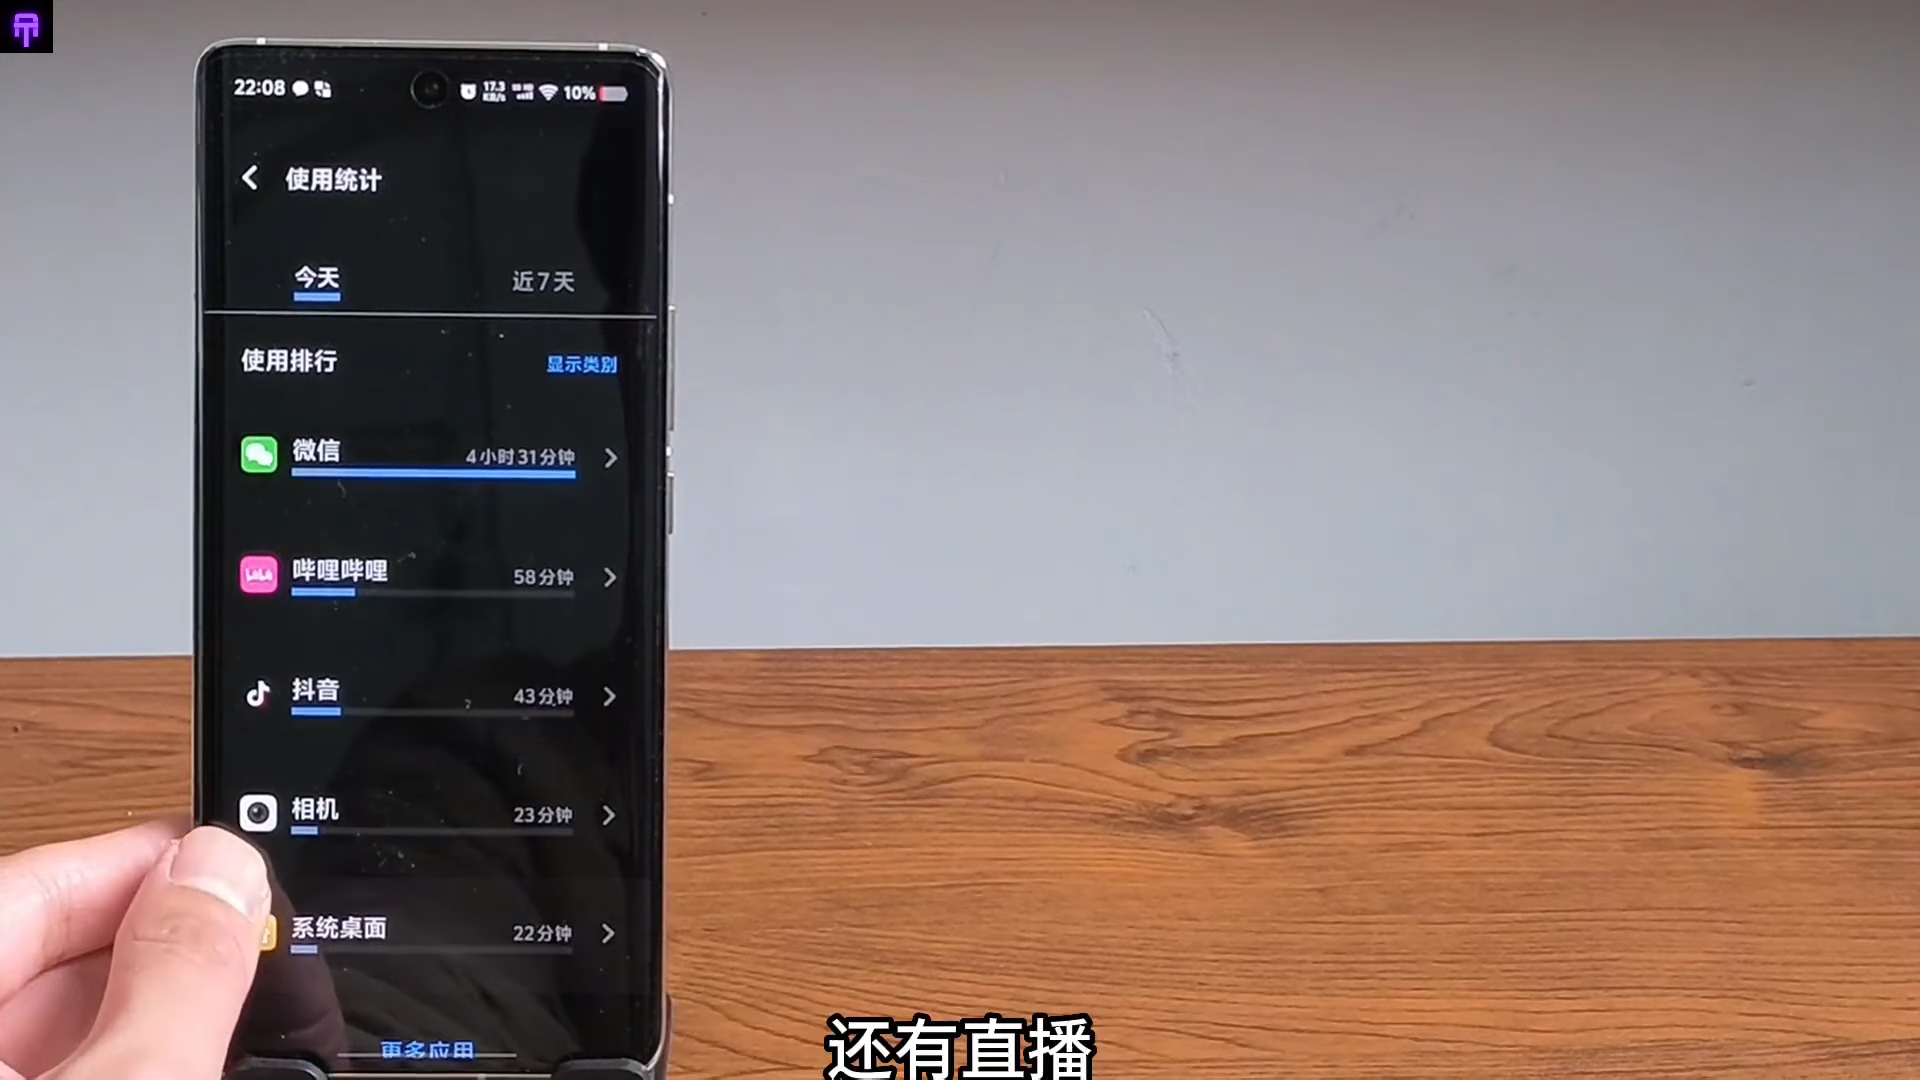 22:08
17.3
KB/s
10%
使用统计
今天
近7天
使用排行
显示类别
微信
4小时31分钟
哔哩哔哩
58分钟
抖音
43分钟
相机
23分钟
系统桌面
22分钟
更多应用
还有直播